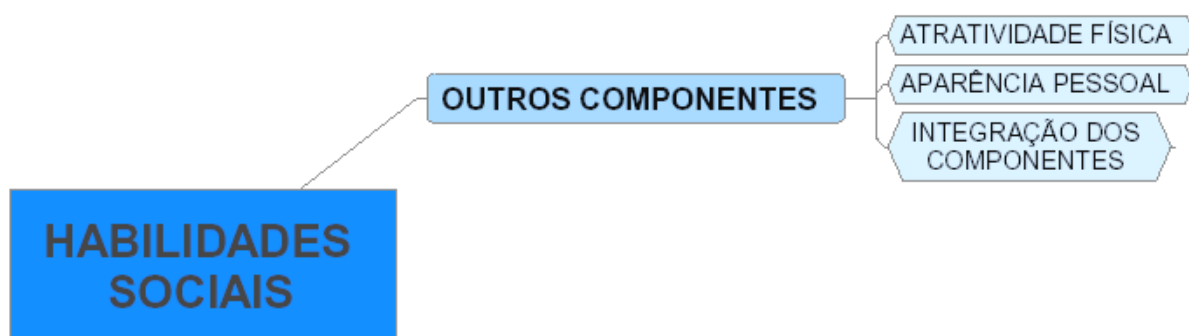 ATRATIVIDADE FÍSICA
OUTROS COMPONENTES
APARÊNCIA PESSOAL
INTEGRAÇÃO DOS
COMPONENTES
HABILIDADES
SOCIAIS